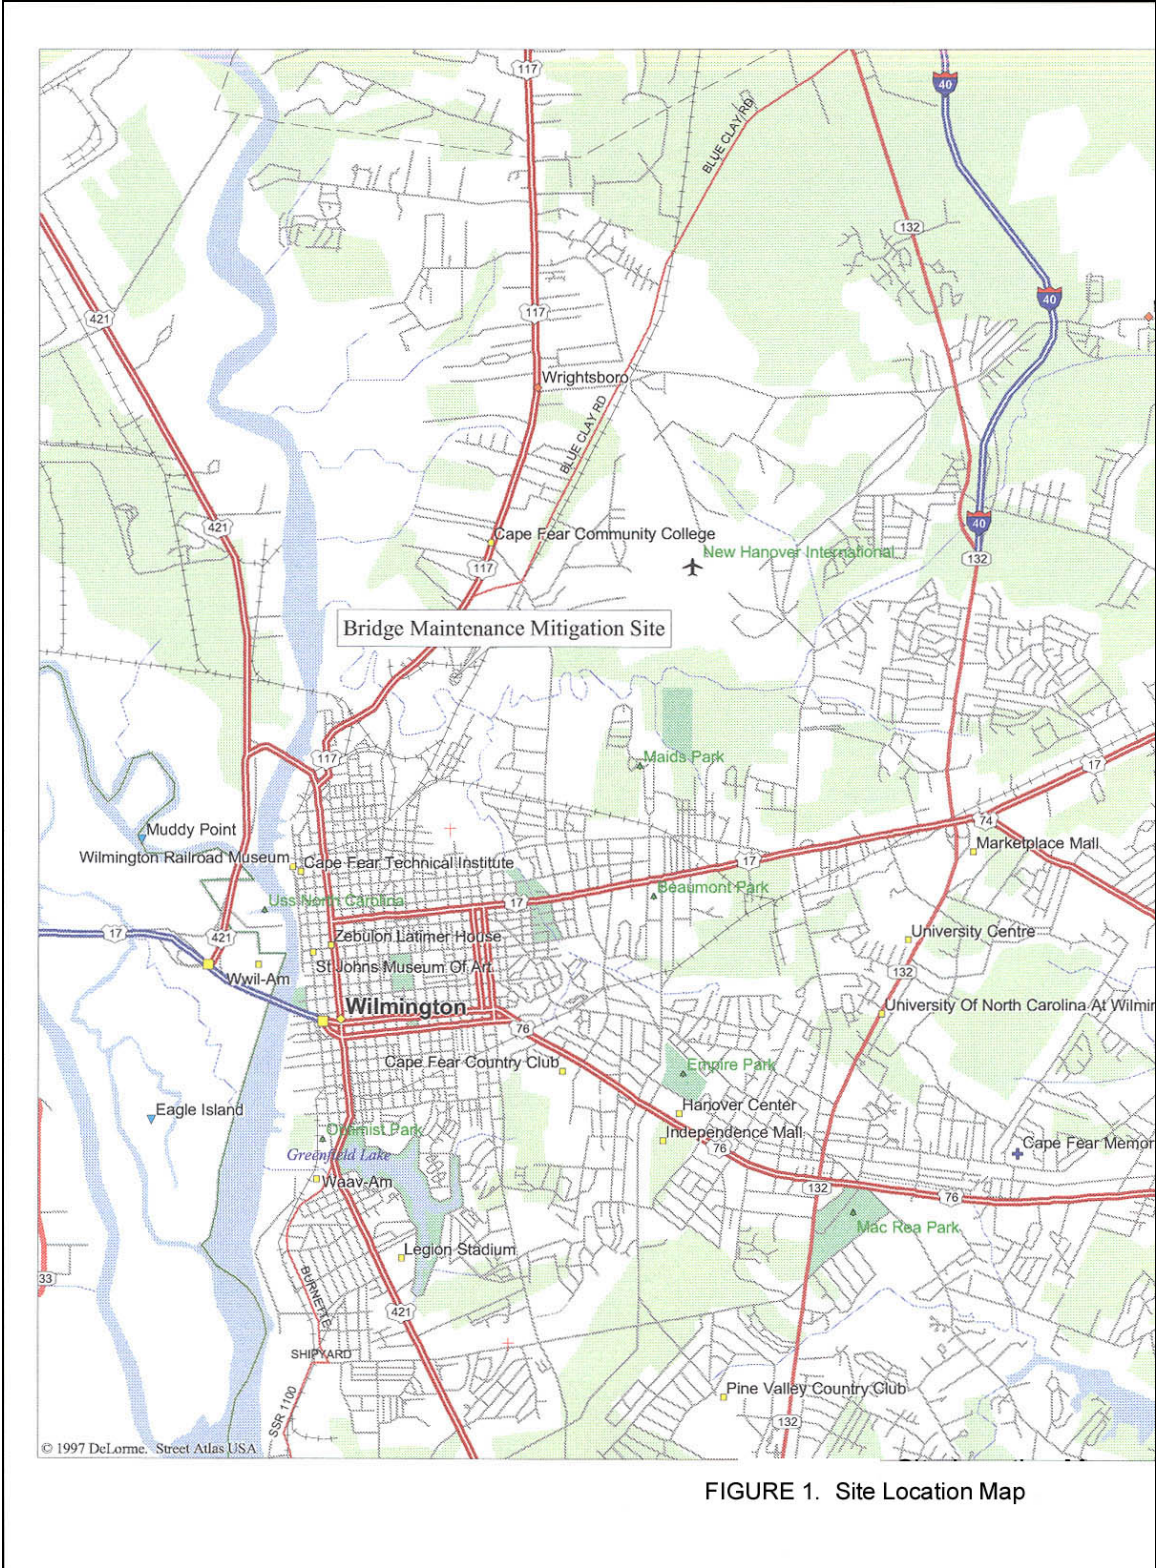 117
40
BLUE CLAY RD
132
40
421
117
Wrightsboro
BLUE CLAY RD
421
40
Cape Fear Community College
New Hanover International
132
117
Bridge Maintenance Mitigation Site
117
Maids Park
17
74
Muddy Point
Marketplace Mall
Wilmington Railroad Museum
Cape Fear Technical Institute
17
Beaumont Park
Uss North Carolina
17
17
421
Zebulon Latimer House
University Centre
St Johns Museum Of Art
132
Wwil-Am
Wilmington
University Of North Carolina At Wilmin
76
Cape Fear Country Club
Empire Park
Eagle Island
Hanover Center
Optimist Park
Independence Mall
Cape Fear Memor
Greenfield Lake
76
Waav-Am
132
76
Mac Rea Park
Legion Stadium
33
BURNETTE
421
SHIPYARD
Pine Valley Country Club
SSR 1100
132
© 1997 DeLorme. Street Atlas USA
FIGURE 1. Site Location Map